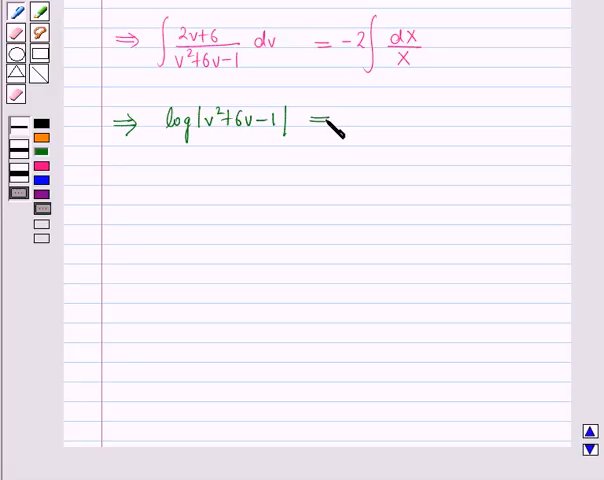 ⇒ ∫ (2v+6)/(v²+6v−1) dv = −2∫ dx/x
⇒ log|v²+6v−1| =